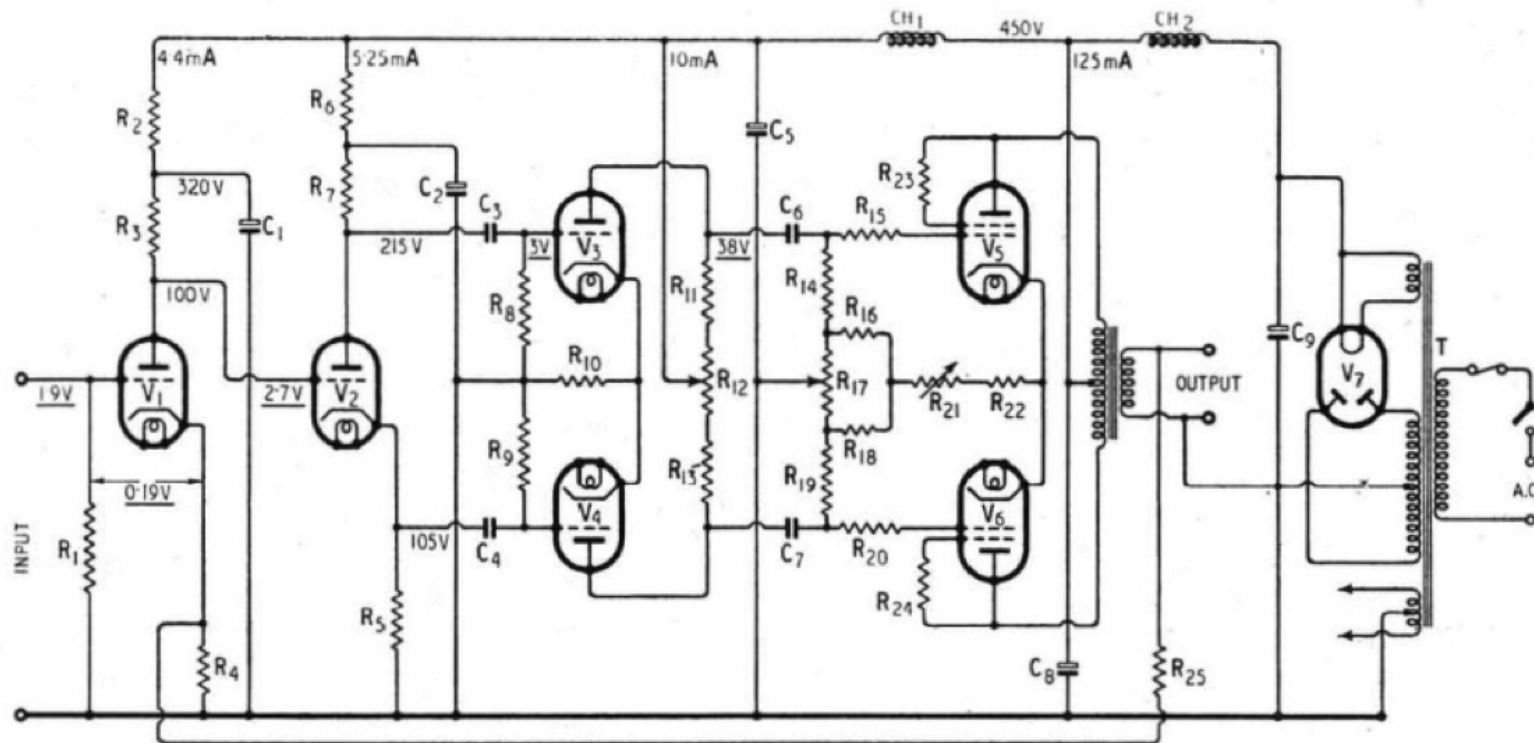 CH1
450V
CH2
4·4mA
5·25mA
10mA
125mA
R2
R6
C5
R23
320V
R7
C2
C3
C6
R15
V5
R3
C1
215V
3V
V3
38V
100V
R8
R11
R14
R16
C9
T
R10
R12
R17
R21
R22
OUTPUT
V7
1·9V
V1
2·7V
V2
R9
R13
R18
R19
A.C
0·19V
V4
V6
105V
C4
C7
R20
INPUT
R1
R5
R24
R4
C8
R25